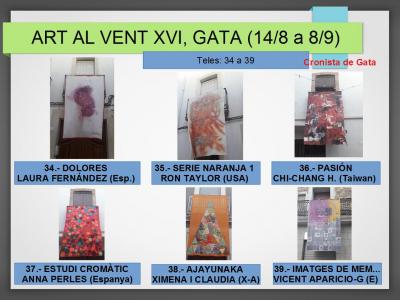 ART AL VENT XVI, GATA (14/8 a 8/9)
Teles: 34 a 39
Cronista de Gata
34.- DOLORES
LAURA FERNÁNDEZ (Esp.)
35.- SERIE NARANJA 1
RON TAYLOR (USA)
36.- PASIÓN
CHI-CHANG H. (Taiwan)
37.- ESTUDI CROMÀTIC
ANNA PERLES (Espanya)
38.- AJAYUNAKA
XIMENA I CLAUDIA (X-A)
39.- IMATGES DE MEM...
VICENT APARICIO-G (E)